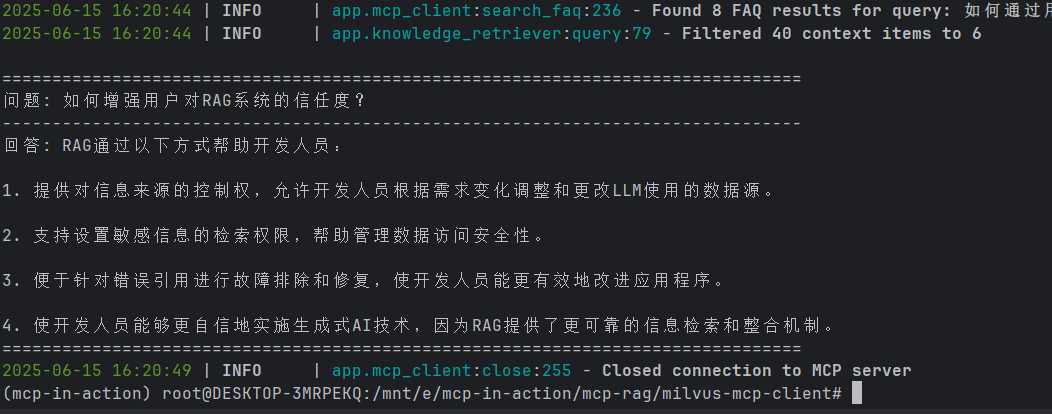 2025-06-15 16:20:44 | INFO     | app.mcp_client:search_faq:236 - Found 8 FAQ results for query: 如何通过
2025-06-15 16:20:44 | INFO     | app.knowledge_retriever:query:79 - Filtered 40 context items to 6
================================================================================
问题: 如何增强用户对RAG系统的信任度？
--------------------------------------------------------------------------------
回答: RAG通过以下方式帮助开发人员：
1. 提供对信息来源的控制权，允许开发人员根据需求变化调整和更改LLM使用的数据源。
2. 支持设置敏感信息的检索权限，帮助管理数据访问安全性。
3. 便于针对错误引用进行故障排除和修复，使开发人员能更有效地改进应用程序。
4. 使开发人员能够更自信地实施生成式AI技术，因为RAG提供了更可靠的信息检索和整合机制。
================================================================================
2025-06-15 16:20:49 | INFO     | app.mcp_client:close:255 - Closed connection to MCP server
(mcp-in-action) root@DESKTOP-3MRPEKQ:/mnt/e/mcp-in-action/mcp-rag/milvus-mcp-client#